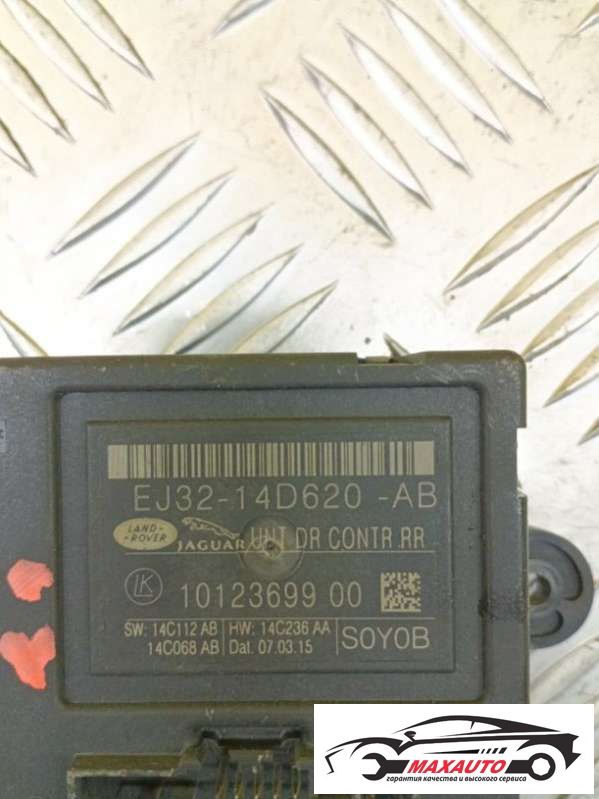 EJ32-14D620 -AB
LAND-
-ROVER
JAGUAR UNT DR CONTR RR
LK
10123699 00
SW: 14C112 AB
14C068 AB
HW: 14C236 AA
Dat. 07.03.15
S0Y0B
MAXAUTO
гарантия качества и высокого сервиса